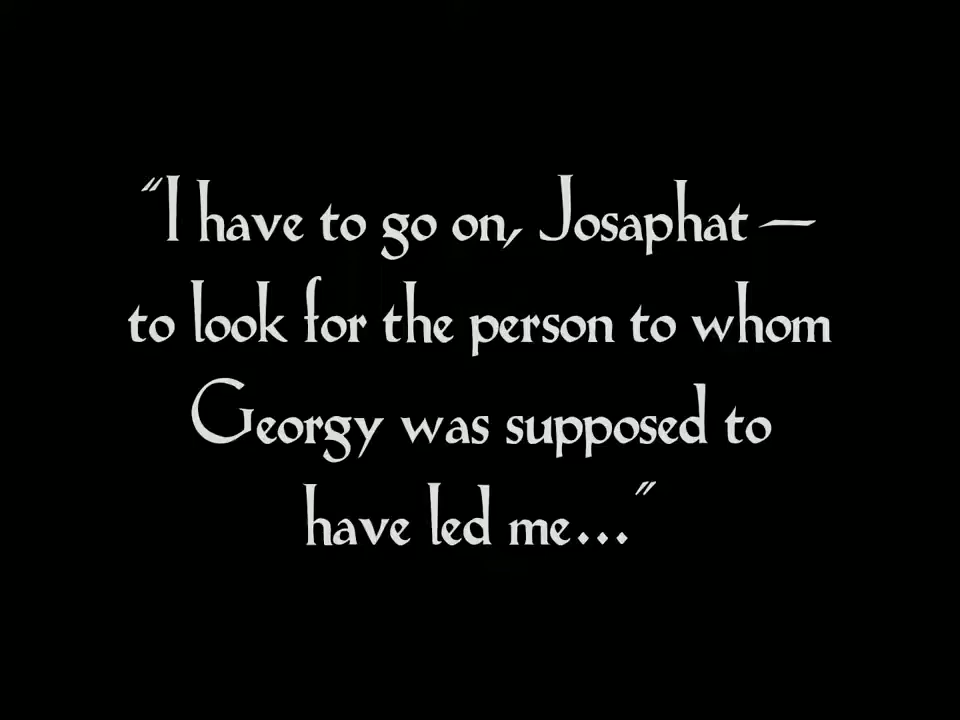 “I have to go on, Josaphat —
to look for the person to whom
Georgy was supposed to
have led me...”